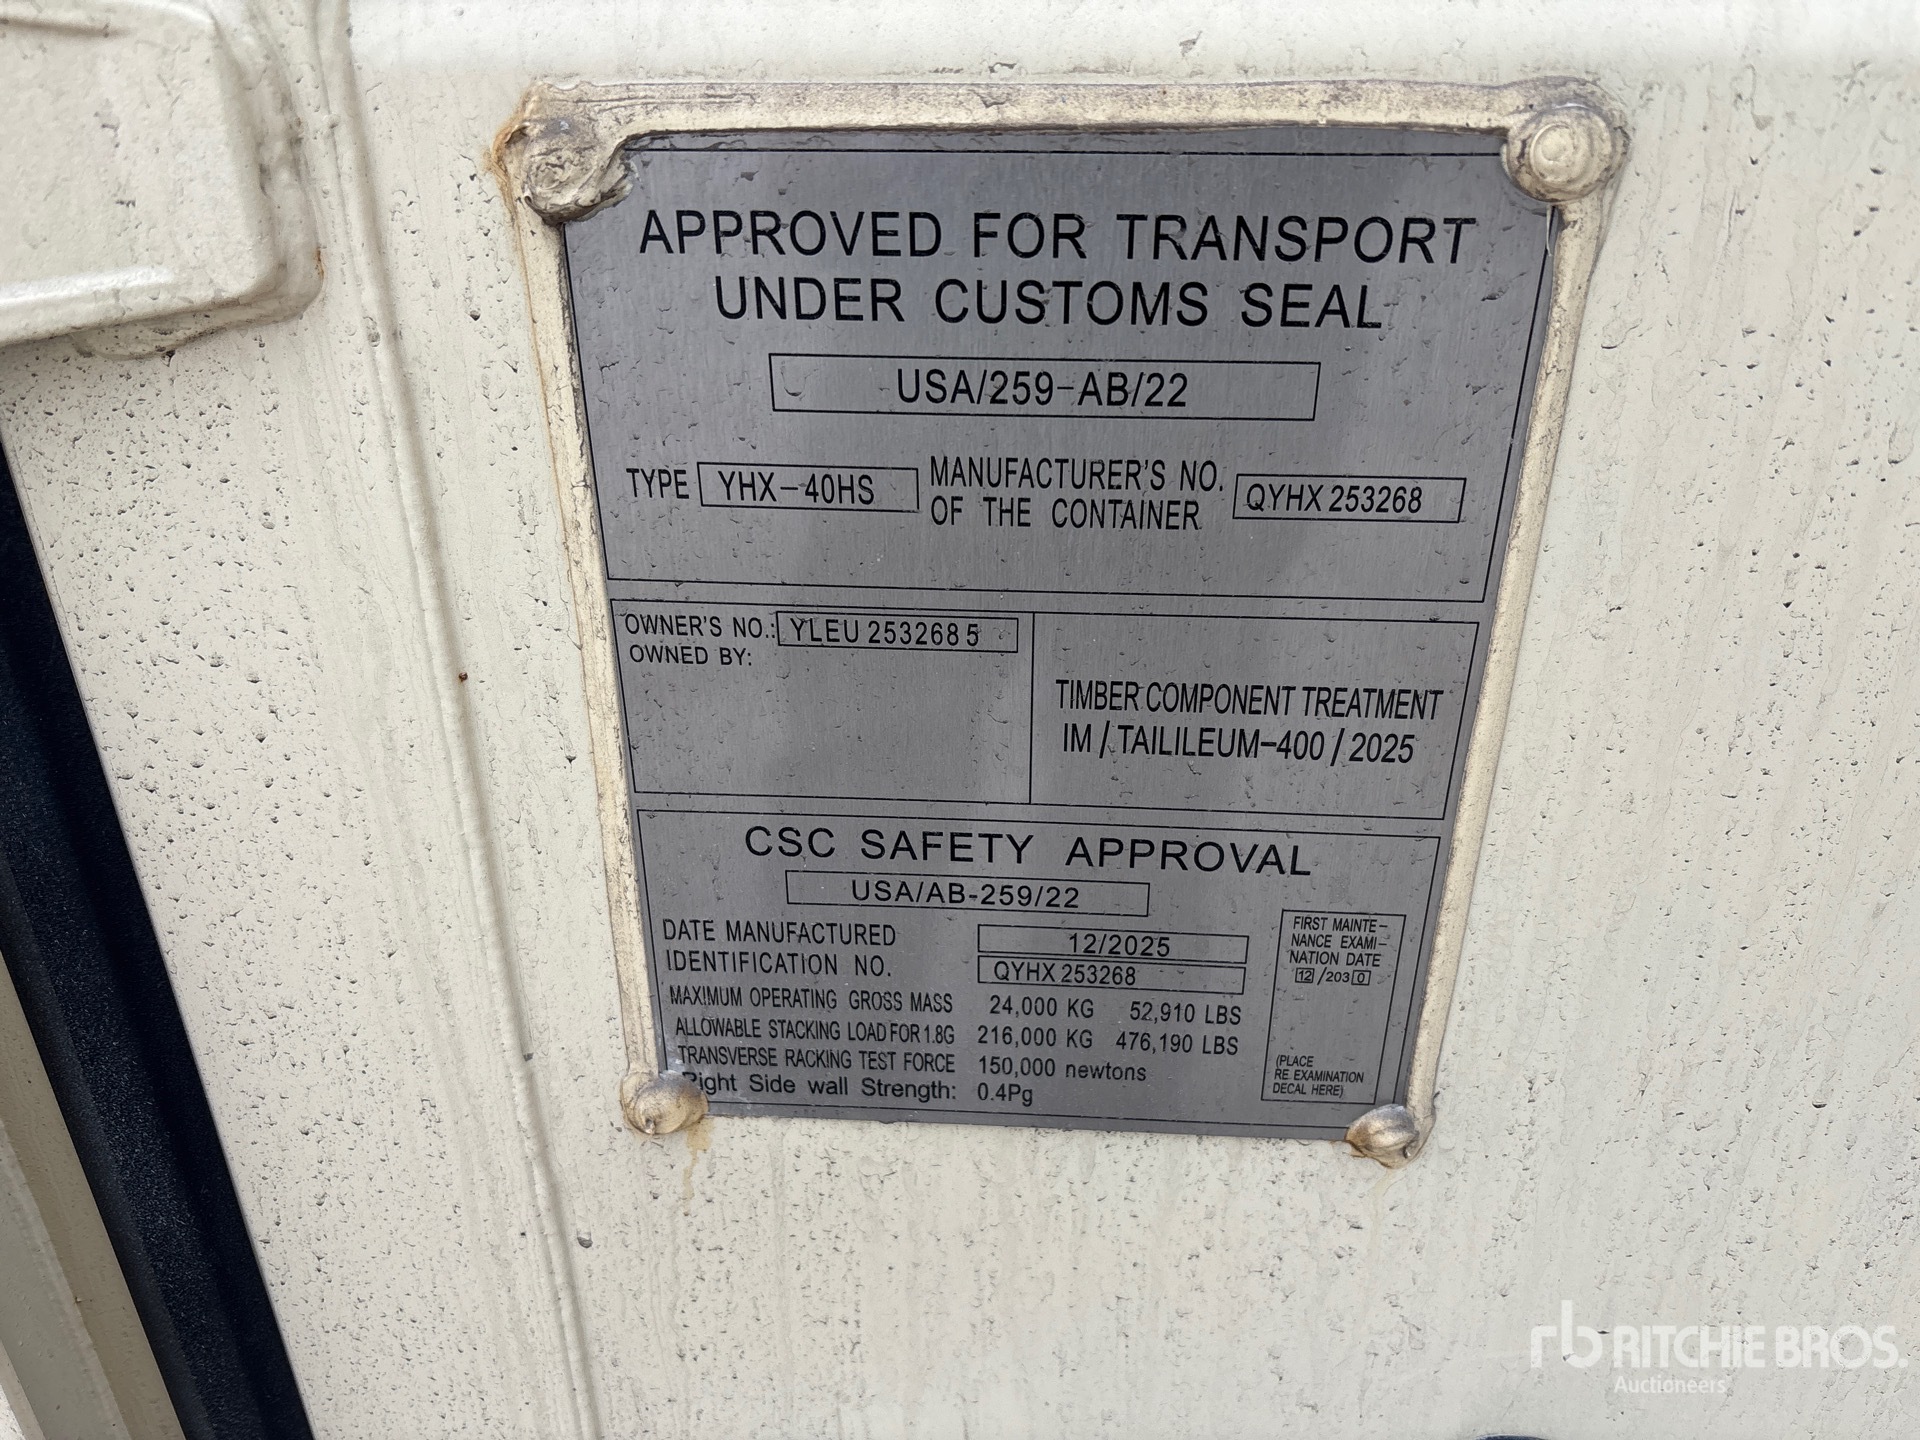 APPROVED FOR TRANSPORT
UNDER CUSTOMS SEAL
USA/259-AB/22
TYPE YHX-40HS MANUFACTURER'S NO. OF THE CONTAINER QYHX 253268
OWNER'S NO.: YLEU 253268 5
OWNED BY:
TIMBER COMPONENT TREATMENT
IM / TAILILEUM-400 / 2025
CSC SAFETY APPROVAL
USA/AB-259/22
DATE MANUFACTURED 12/2025
IDENTIFICATION NO. QYHX 253268
MAXIMUM OPERATING GROSS MASS 24,000 KG 52,910 LBS
ALLOWABLE STACKING LOAD FOR 1.8G 216,000 KG 476,190 LBS
TRANSVERSE RACKING TEST FORCE 150,000 newtons
Right Side wall Strength: 0.4Pg
FIRST MAINTE-
NANCE EXAMI-
NATION DATE
12 /203 0
(PLACE
RE EXAMINATION
DECAL HERE)
rb RITCHIE BROS.
Auctioneers